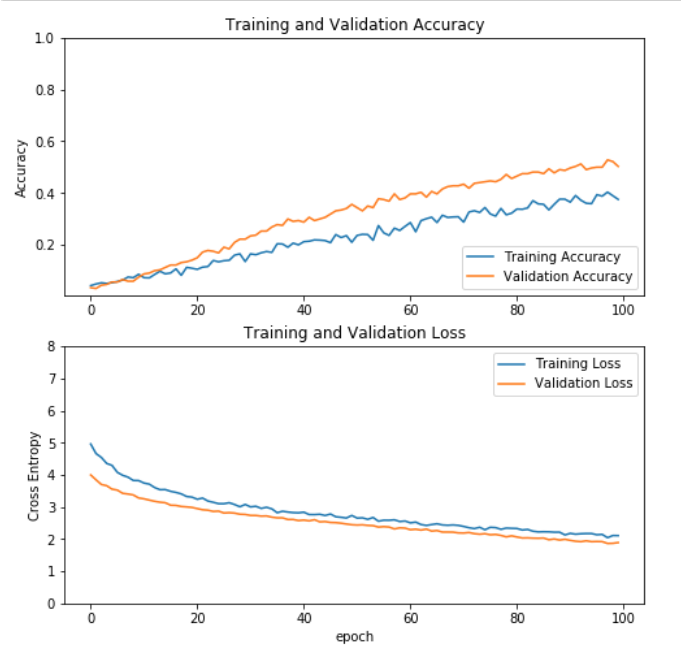 Training and Validation Accuracy
1.0
0.8
0.6
0.4
0.2
Accuracy
Training Accuracy
Validation Accuracy
0 20 40 60 80 100
Training and Validation Loss
8
7
6
5
4
3
2
1
0
Cross Entropy
Training Loss
Validation Loss
0 20 40 60 80 100
epoch